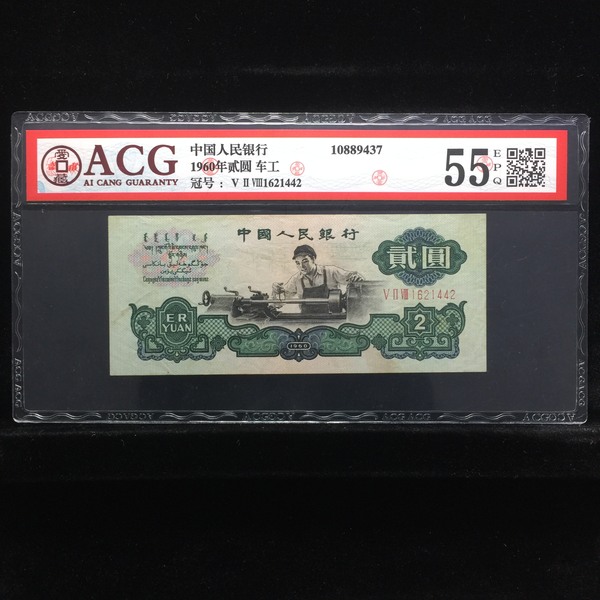 爱藏
ACG
AI CANG GUARANTY
中国人民银行 10889437
1960年贰圆 车工
冠号：V II VIII1621442
55 EPQ
中國人民銀行
貳圓
V II VIII 1621442
ER
YUAN
2
1960